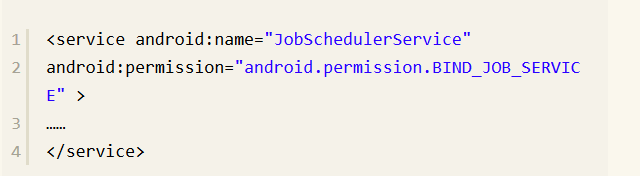 1 <service android:name="JobSchedulerService"
2 android:permission="android.permission.BIND_JOB_SERVIC
E" >
3 ……
4 </service>